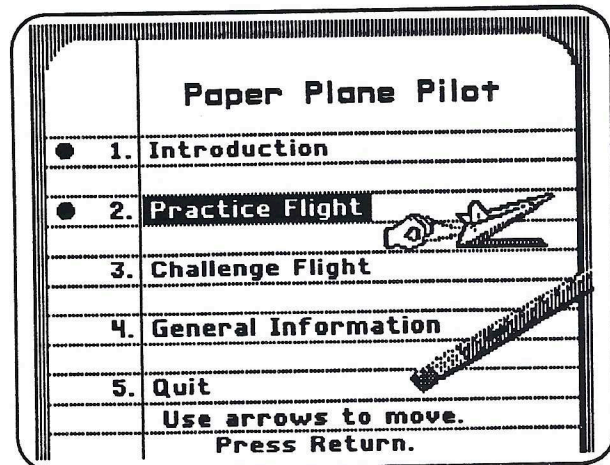 Paper Plane Pilot
1. Introduction
2. Practice Flight
3. Challenge Flight
4. General Information
5. Quit
Use arrows to move.
Press Return.